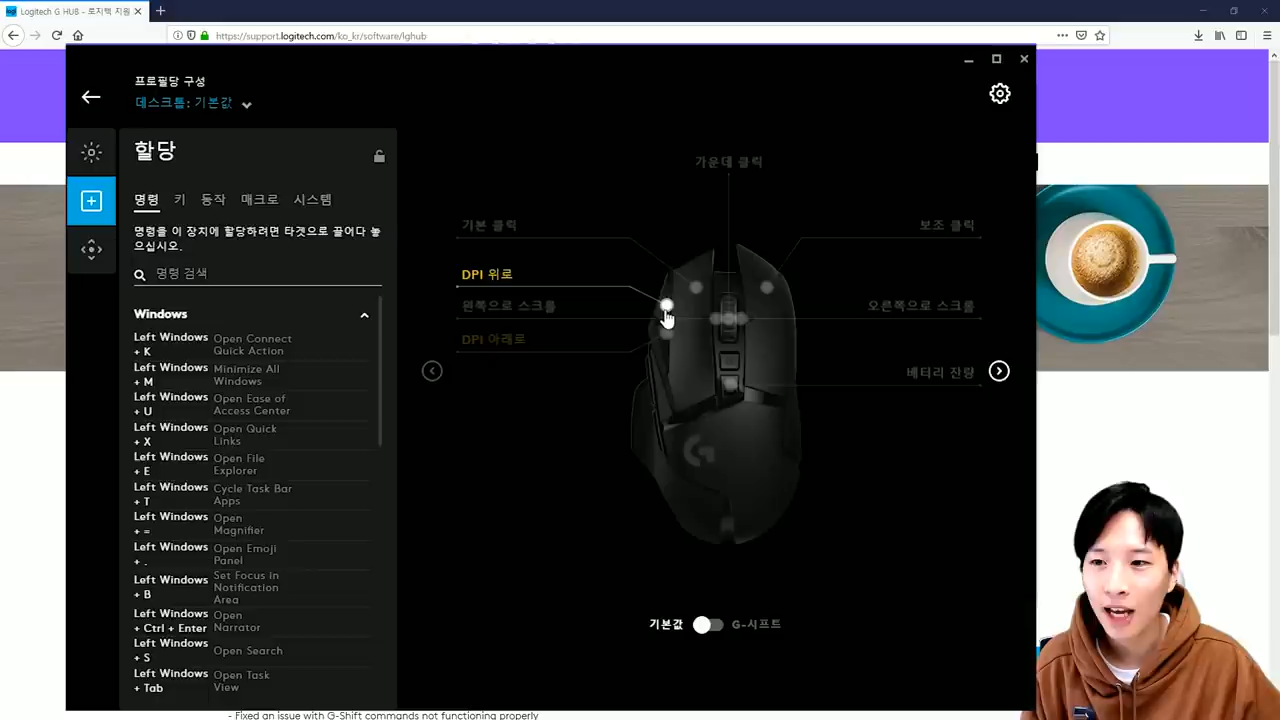 Logitech G HUB - 로지텍 지원
https://support.logitech.com/ko_kr/software/lghub
프로필당 구성
데스크톱: 기본값
할당
명령 키 동작 매크로 시스템
명령을 이 장치에 할당하려면 타겟으로 끌어다 놓
으십시오.
명령 검색
Windows
Left Windows + K Open Connect Quick Action
Left Windows + M Minimize All Windows
Left Windows + U Open Ease of Access Center
Left Windows + X Open Quick Links
Left Windows + E Open File Explorer
Left Windows + T Cycle Task Bar Apps
Left Windows + = Open Magnifier
Left Windows + . Open Emoji Panel
Left Windows + B Set Focus in Notification Area
Left Windows + Ctrl + Enter Open Narrator
Left Windows + S Open Search
Left Windows + Tab Open Task View
가운데 클릭
기본 클릭
보조 클릭
DPI 위로
왼쪽으로 스크롤
오른쪽으로 스크롤
DPI 아래로
배터리 잔량
기본값 G-시프트
- Fixed an issue with G-Shift commands not functioning properly